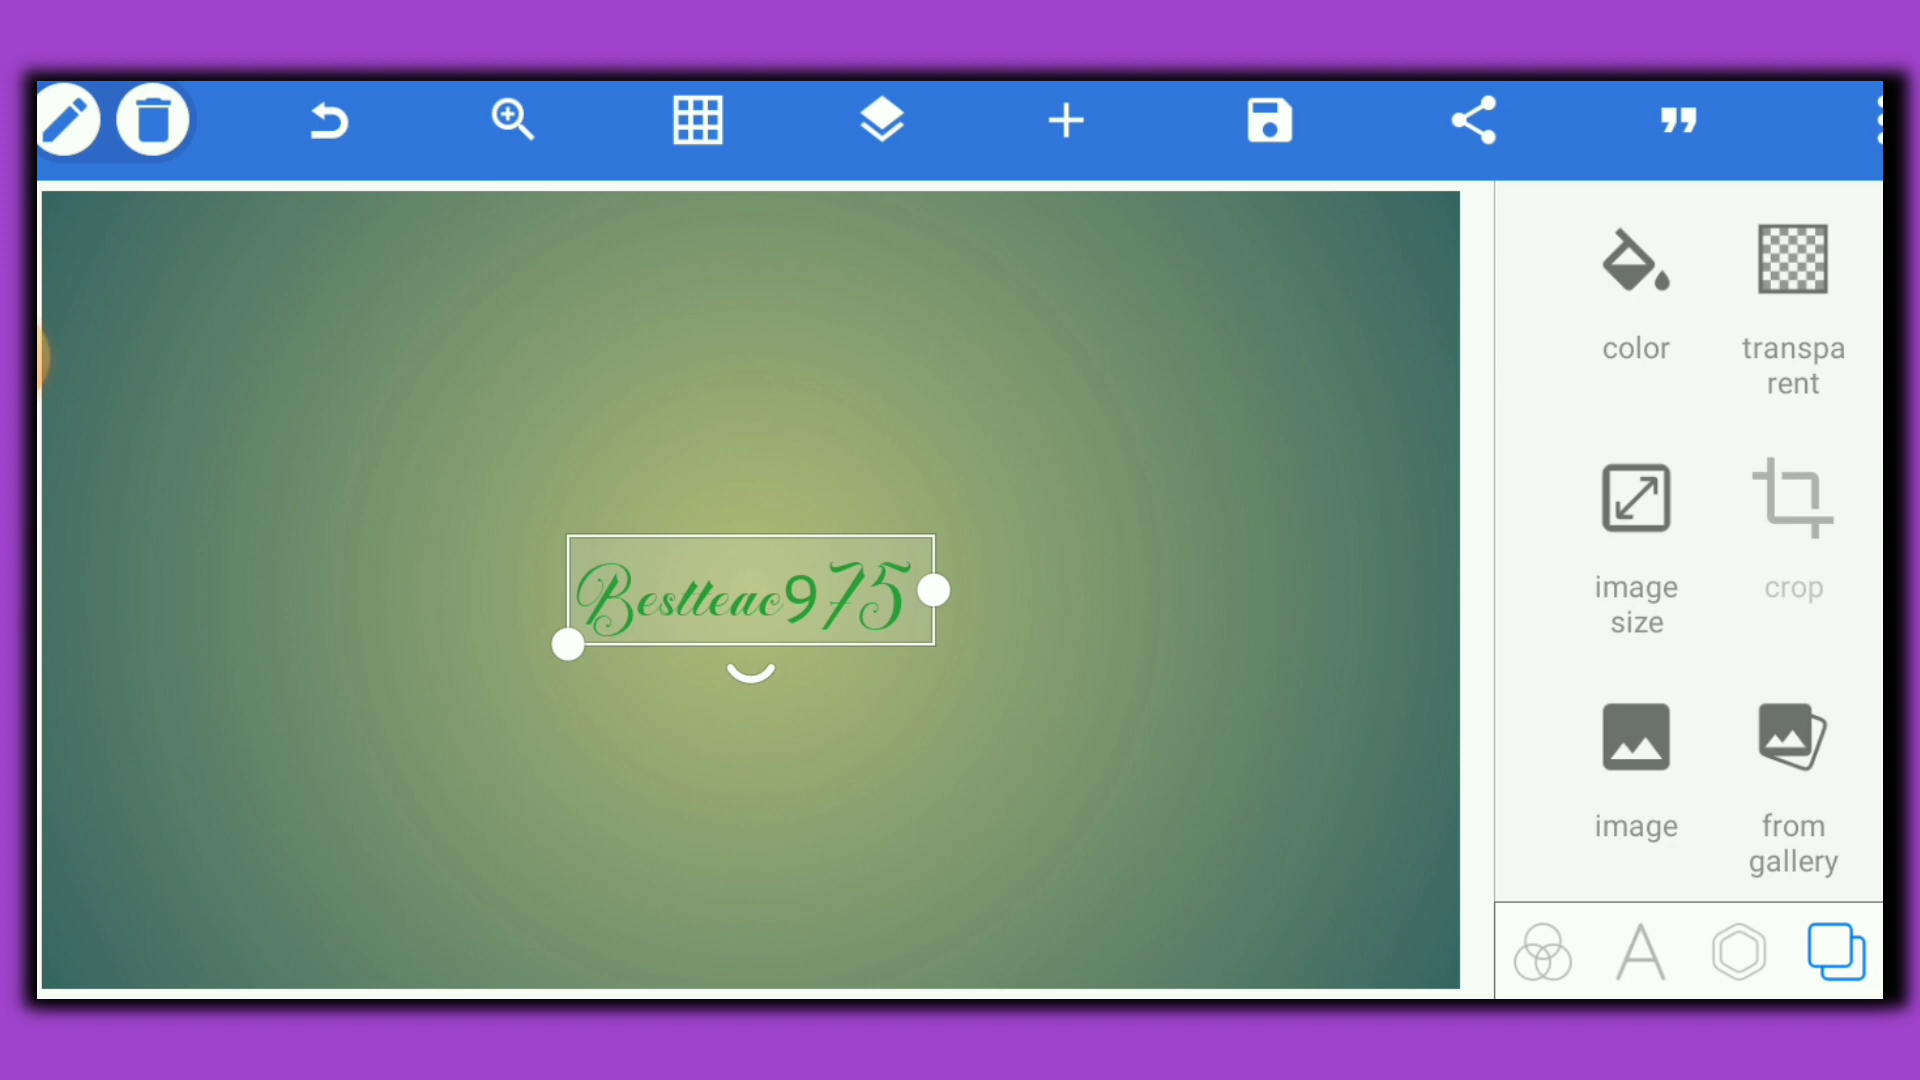 Bestteac975
color
transpa
rent
image
size
crop
image
from
gallery